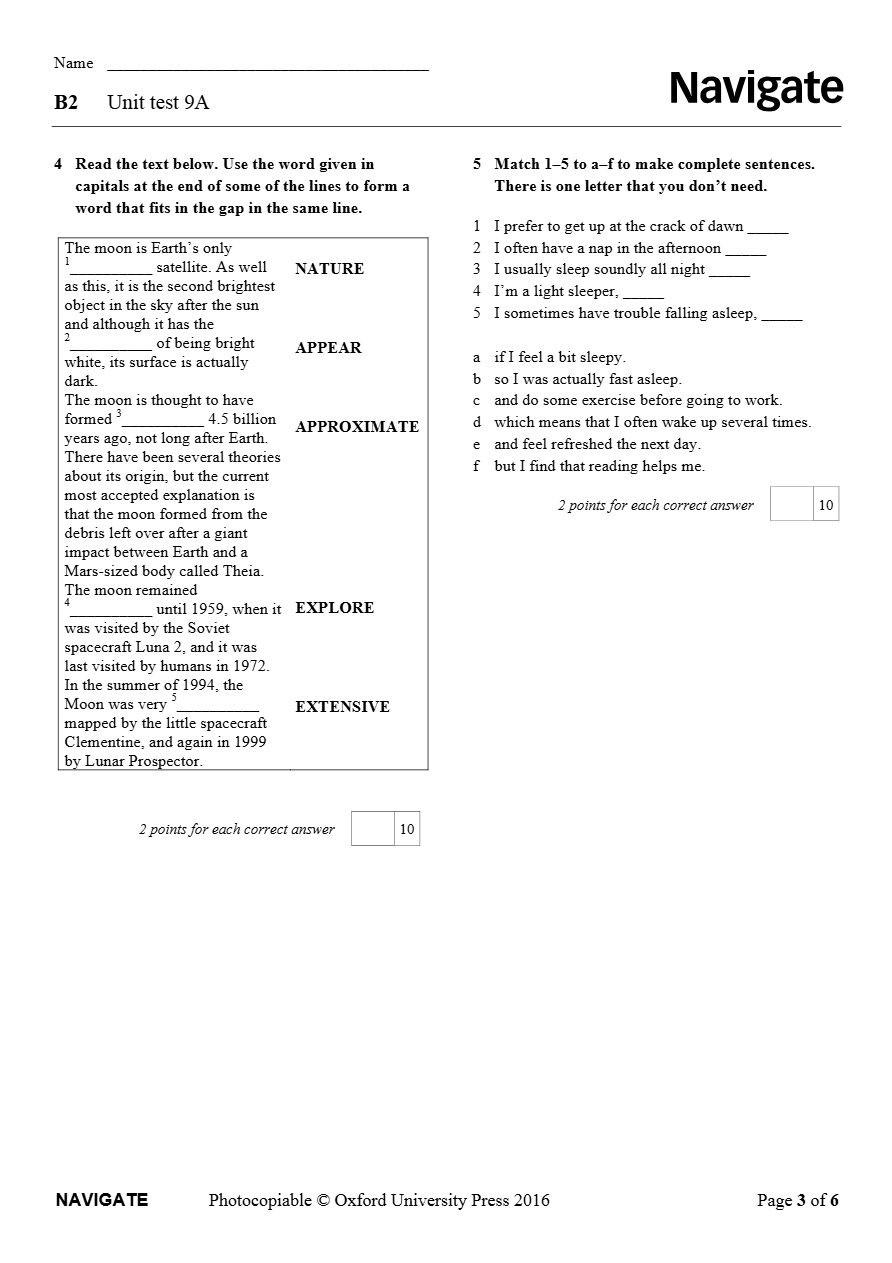 Name ______________________________________
Navigate
B2 Unit test 9A
4 Read the text below. Use the word given in
capitals at the end of some of the lines to form a
word that fits in the gap in the same line.
The moon is Earth’s only
1__________ satellite. As well NATURE
as this, it is the second brightest
object in the sky after the sun
and although it has the
2__________ of being bright APPEAR
white, its surface is actually
dark.
The moon is thought to have
formed 3__________ 4.5 billion APPROXIMATE
years ago, not long after Earth.
There have been several theories
about its origin, but the current
most accepted explanation is
that the moon formed from the
debris left over after a giant
impact between Earth and a
Mars-sized body called Theia.
The moon remained
4__________ until 1959, when it EXPLORE
was visited by the Soviet
spacecraft Luna 2, and it was
last visited by humans in 1972.
In the summer of 1994, the
Moon was very 5__________ EXTENSIVE
mapped by the little spacecraft
Clementine, and again in 1999
by Lunar Prospector.
2 points for each correct answer 10
5 Match 1–5 to a–f to make complete sentences.
There is one letter that you don’t need.
1 I prefer to get up at the crack of dawn _____
2 I often have a nap in the afternoon _____
3 I usually sleep soundly all night _____
4 I’m a light sleeper, _____
5 I sometimes have trouble falling asleep, _____
a if I feel a bit sleepy.
b so I was actually fast asleep.
c and do some exercise before going to work.
d which means that I often wake up several times.
e and feel refreshed the next day.
f but I find that reading helps me.
2 points for each correct answer 10
NAVIGATE Photocopiable © Oxford University Press 2016 Page 3 of 6